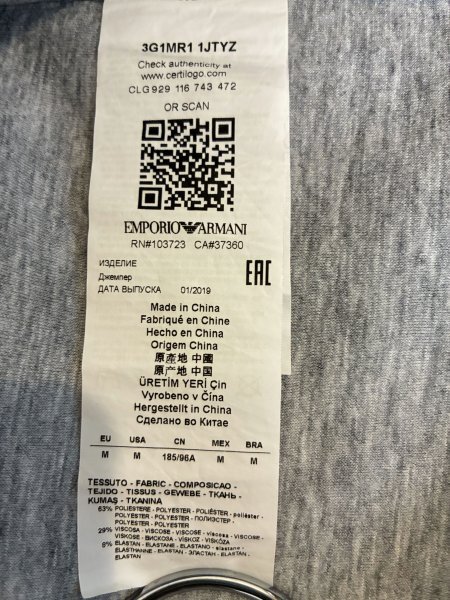 3G1MR1 1JTYZ
Check authenticity at
www.certilogo.com
CLG 929 116 743 472
OR SCAN
EMPORIO ARMANI
RN#103723 CA#37360
ИЗДЕЛИЕ
Джемпер
ДАТА ВЫПУСКА 01/2019
EAC
Made in China
Fabriqué en Chine
Hecho en China
Origem China
原產地 中國
原产地 中国
ÜRETİM YERİ Çin
Vyrobeno v Čína
Hergestellt in China
Сделано во Китае
EU USA CN MEX BRA
M M 185/96A M M
TESSUTO - FABRIC - COMPOSICAO -
TEJIDO - TISSUS - GEWEBE - ТКАНЬ -
KUMAŞ - TKANINA
63% POLIESTERE - POLYESTER - POLIÉSTER - poliéster -
POLYESTER - POLYESTER - ПОЛИЭСТЕР -
POLYESTER - POLYESTER
29% VISCOSA - VISCOSE - VISCOSE - viscosa - VISCOSE -
VISKOSE - ВИСКОЗА - VISKOZ - VISKÓZA
8% ELASTAN - ELASTANE - ELASTANO - elastane -
ELASTHANNE - ELASTAN - ЭЛАСТАН - ELASTAN -
ELASTAN